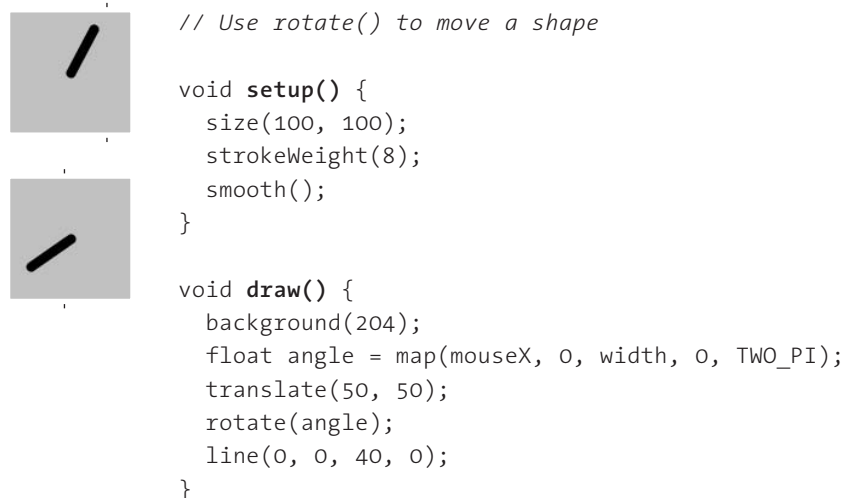 // Use rotate() to move a shape
void setup() {
size(100, 100);
strokeWeight(8);
smooth();
}
void draw() {
background(204);
float angle = map(mouseX, 0, width, 0, TWO_PI);
translate(50, 50);
rotate(angle);
line(0, 0, 40, 0);
}